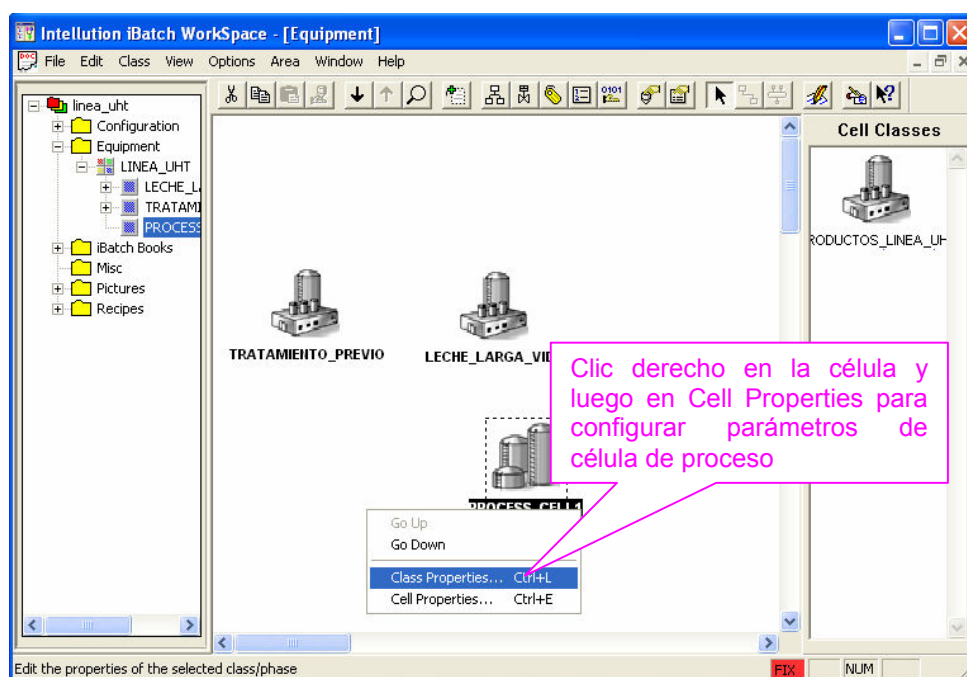 Intellution iBatch WorkSpace - [Equipment]
File Edit Class View Options Area Window Help
linea_uht
Configuration
Equipment
LINEA_UHT
LECHE_L
TRATAMI
PROCESS
iBatch Books
Misc
Pictures
Recipes
Cell Classes
RODUCTOS_LINEA_UH
TRATAMIENTO_PREVIO
LECHE_LARGA_VID
Clic derecho en la célula y
luego en Cell Properties para
configurar parámetros de
célula de proceso
PROCESS_CELL1
Go Up
Go Down
Class Properties... Ctrl+L
Cell Properties... Ctrl+E
Edit the properties of the selected class/phase
FIX NUM